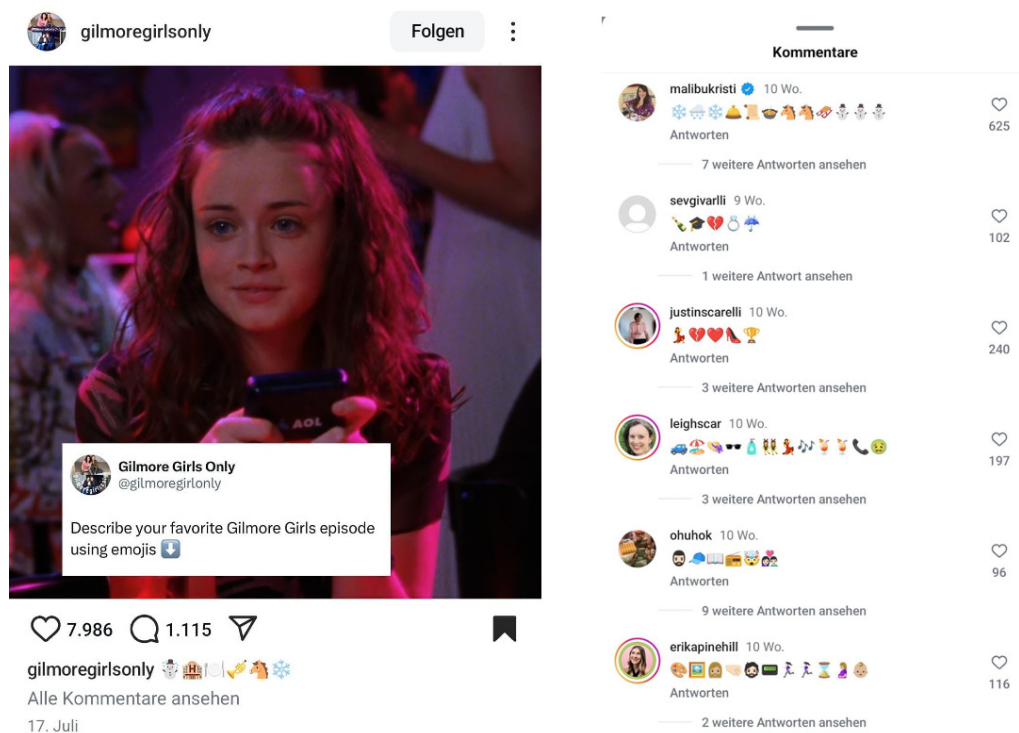 gilmoregirlsonly
Folgen
AOL
Gilmore Girls Only
@gilmoregirlonly
Describe your favorite Gilmore Girls episode
using emojis ⬇️
7.986 1.115
gilmoregirlsonly ☃️🏨🍽️🎺🐴❄️
Alle Kommentare ansehen
17. Juli
Kommentare
malibukristi 10 Wo.
❄️🌨️❄️🛎️📜🍲🐴🐴🛷☃️☃️☃️
625
Antworten
7 weitere Antworten ansehen
sevgivarlli 9 Wo.
🍾🎓💔💍☔
102
Antworten
1 weitere Antwort ansehen
justinscarelli 10 Wo.
💃💔❤️👠🏆
240
Antworten
3 weitere Antworten ansehen
leighscar 10 Wo.
🚙🏖️👒🕶️🧴👯💃🎶🍹🍹📞🤢
197
Antworten
3 weitere Antworten ansehen
ohuhok 10 Wo.
🧔🏻🧢📖📻🤯💑
96
Antworten
9 weitere Antworten ansehen
erikapinehill 10 Wo.
🎨🖼️👩🏼🤜🏻🧔🏻📟🏃🏻‍♀️🏃🏻‍♀️⌛🤰👶🏼
116
Antworten
2 weitere Antworten ansehen